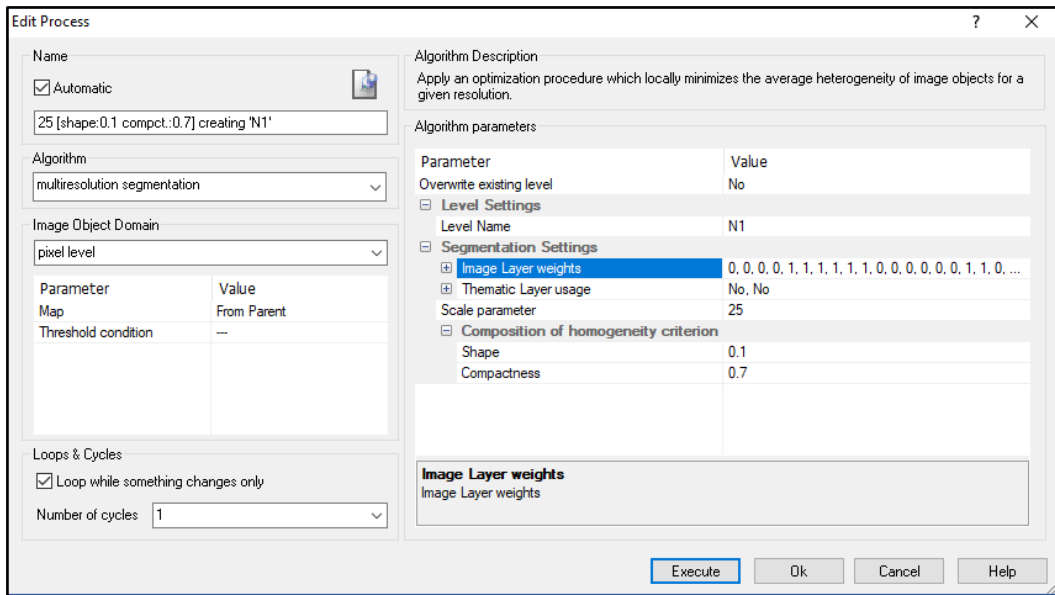 Edit Process
? ×
Name
Automatic
25 [shape:0.1 compct.:0.7] creating 'N1'
Algorithm
multiresolution segmentation
Image Object Domain
pixel level
Parameter Value
Map From Parent
Threshold condition ---
Loops & Cycles
Loop while something changes only
Number of cycles 1
Algorithm Description
Apply an optimization procedure which locally minimizes the average heterogeneity of image objects for a
given resolution.
Algorithm parameters
Parameter Value
Overwrite existing level No
Level Settings
Level Name N1
Segmentation Settings
Image Layer weights 0, 0, 0, 0, 1, 1, 1, 1, 1, 1, 0, 0, 0, 0, 0, 0, 1, 1, 0, ...
Thematic Layer usage No, No
Scale parameter 25
Composition of homogeneity criterion
Shape 0.1
Compactness 0.7
Image Layer weights
Image Layer weights
Execute Ok Cancel Help